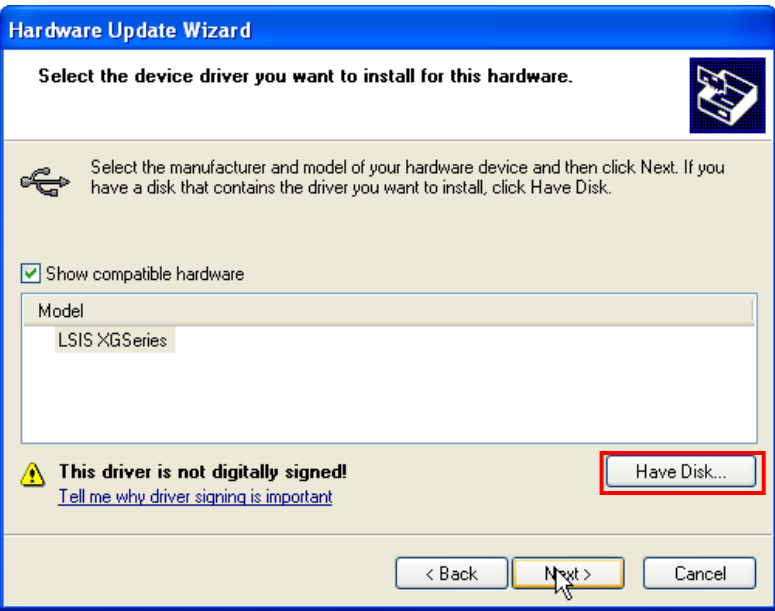 Hardware Update Wizard
Select the device driver you want to install for this hardware.
Select the manufacturer and model of your hardware device and then click Next. If you
have a disk that contains the driver you want to install, click Have Disk.
Show compatible hardware
Model
LSIS XGSeries
This driver is not digitally signed!
Have Disk...
Tell me why driver signing is important
< Back
Next >
Cancel